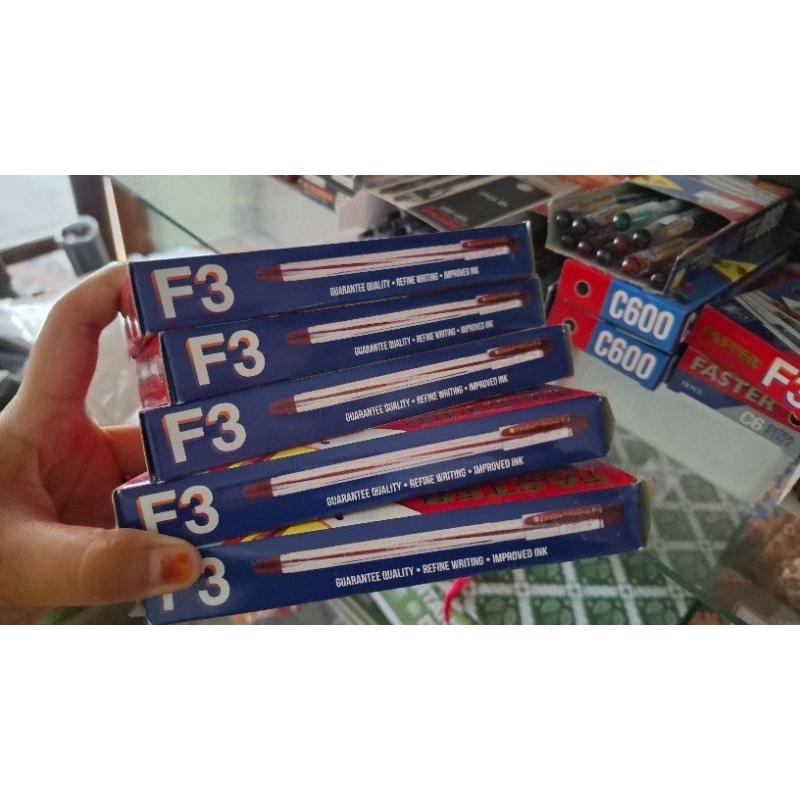 F3
GUARANTEE QUALITY • REFINE WRITING • IMPROVED INK
F3
GUARANTEE QUALITY • REFINE WRITING • IMPROVED INK
F3
GUARANTEE QUALITY • REFINE WRITING • IMPROVED INK
F3
GUARANTEE QUALITY • REFINE WRITING • IMPROVED INK
FASTER
F3
GUARANTEE QUALITY • REFINE WRITING • IMPROVED INK
C600
C600
FASTER
FASTER
F3
C6